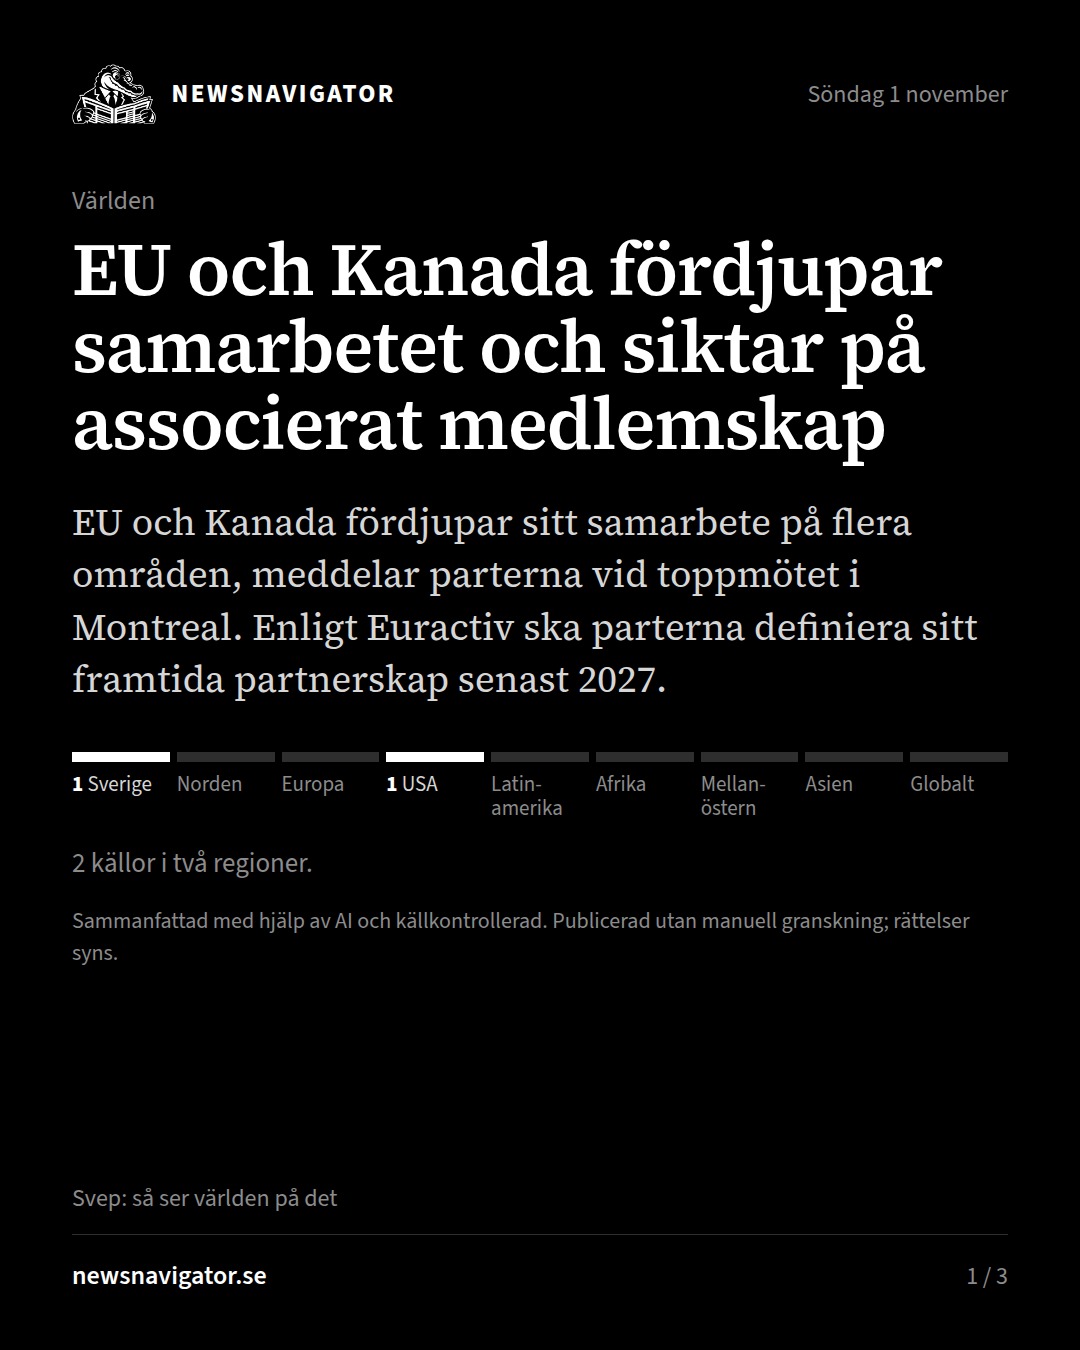 NEWSNAVIGATOR
Söndag 1 november
Världen
EU och Kanada fördjupar
samarbetet och siktar på
associerat medlemskap
EU och Kanada fördjupar sitt samarbete på flera
områden, meddelar parterna vid toppmötet i
Montreal. Enligt Euractiv ska parterna definiera sitt
framtida partnerskap senast 2027.
1 Sverige
Norden
Europa
1 USA
Latin-
amerika
Afrika
Mellan-
östern
Asien
Globalt
2 källor i två regioner.
Sammanfattad med hjälp av AI och källkontrollerad. Publicerad utan manuell granskning; rättelser
syns.
Svep: så ser världen på det
newsnavigator.se
1 / 3